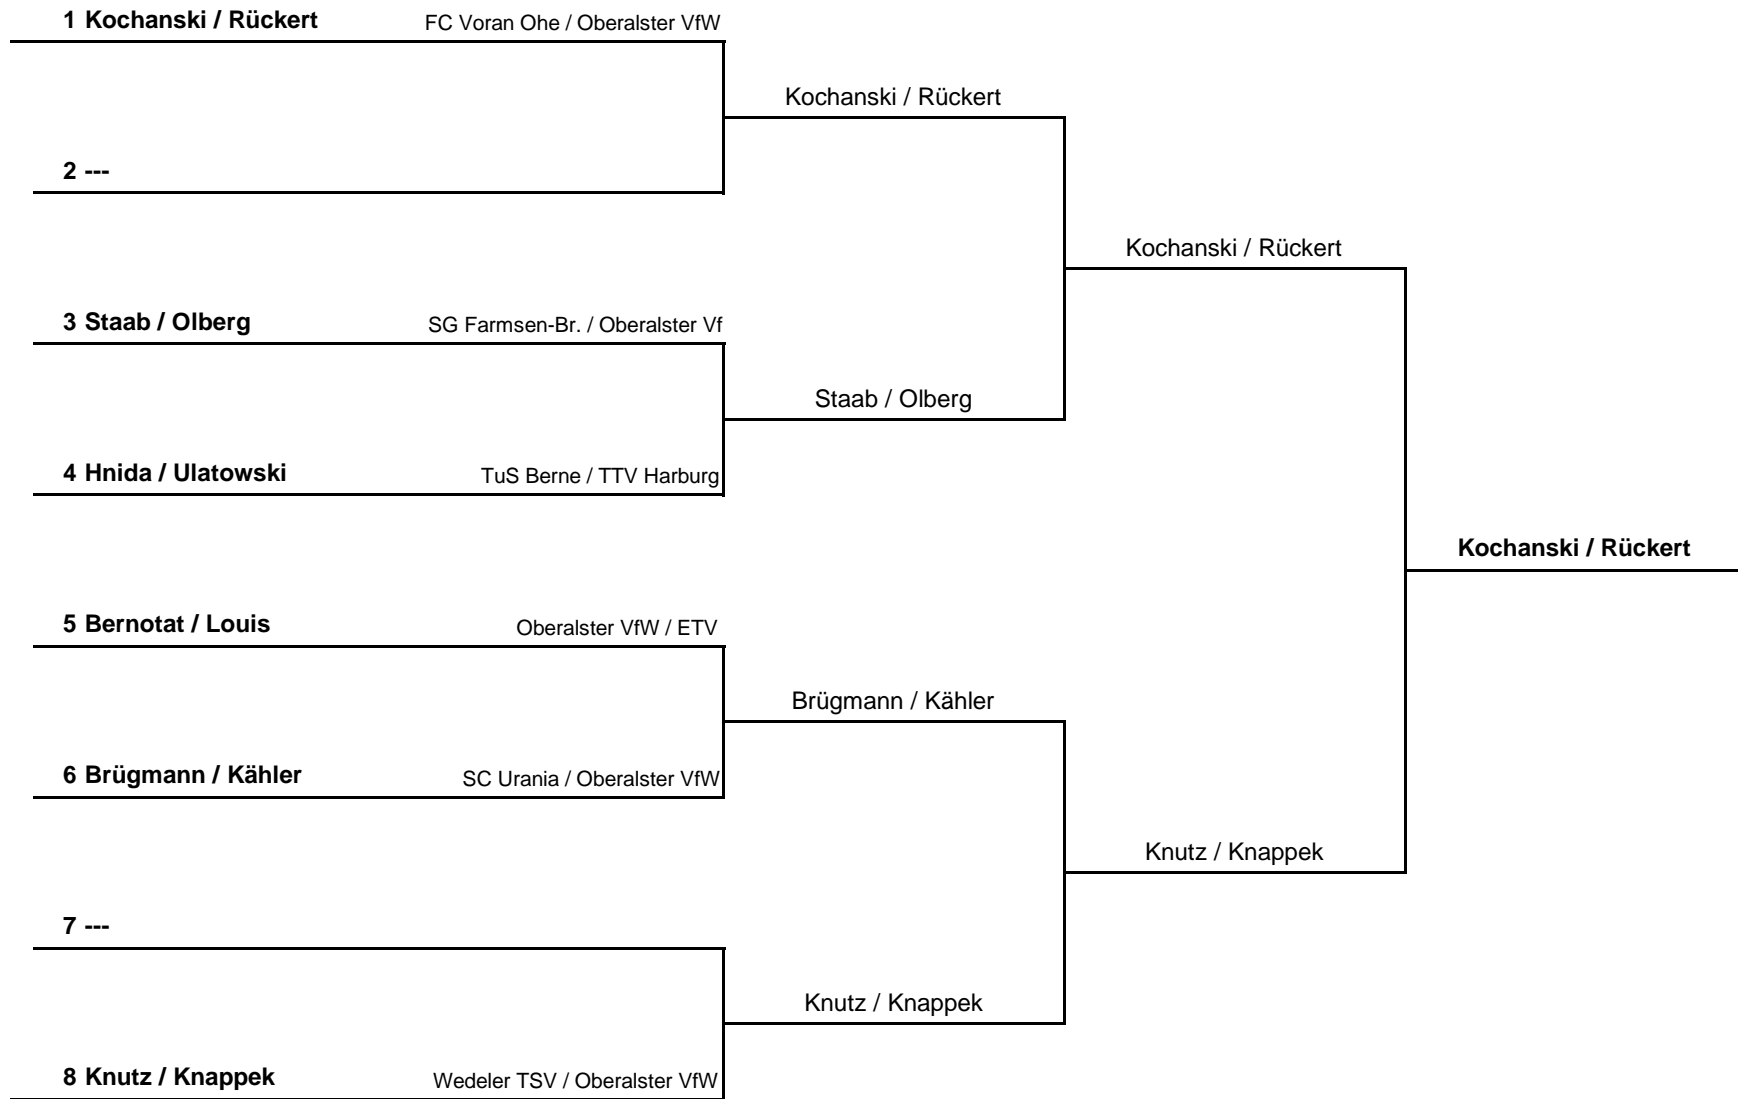 1 Kochanski / Rückert FC Voran Ohe / Oberalster VfW
Kochanski / Rückert
2 ---
Kochanski / Rückert
3 Staab / Olberg SG Farmsen-Br. / Oberalster Vf
Staab / Olberg
4 Hnida / Ulatowski TuS Berne / TTV Harburg
Kochanski / Rückert
5 Bernotat / Louis Oberalster VfW / ETV
Brügmann / Kähler
6 Brügmann / Kähler SC Urania / Oberalster VfW
Knutz / Knappek
7 ---
Knutz / Knappek
8 Knutz / Knappek Wedeler TSV / Oberalster VfW